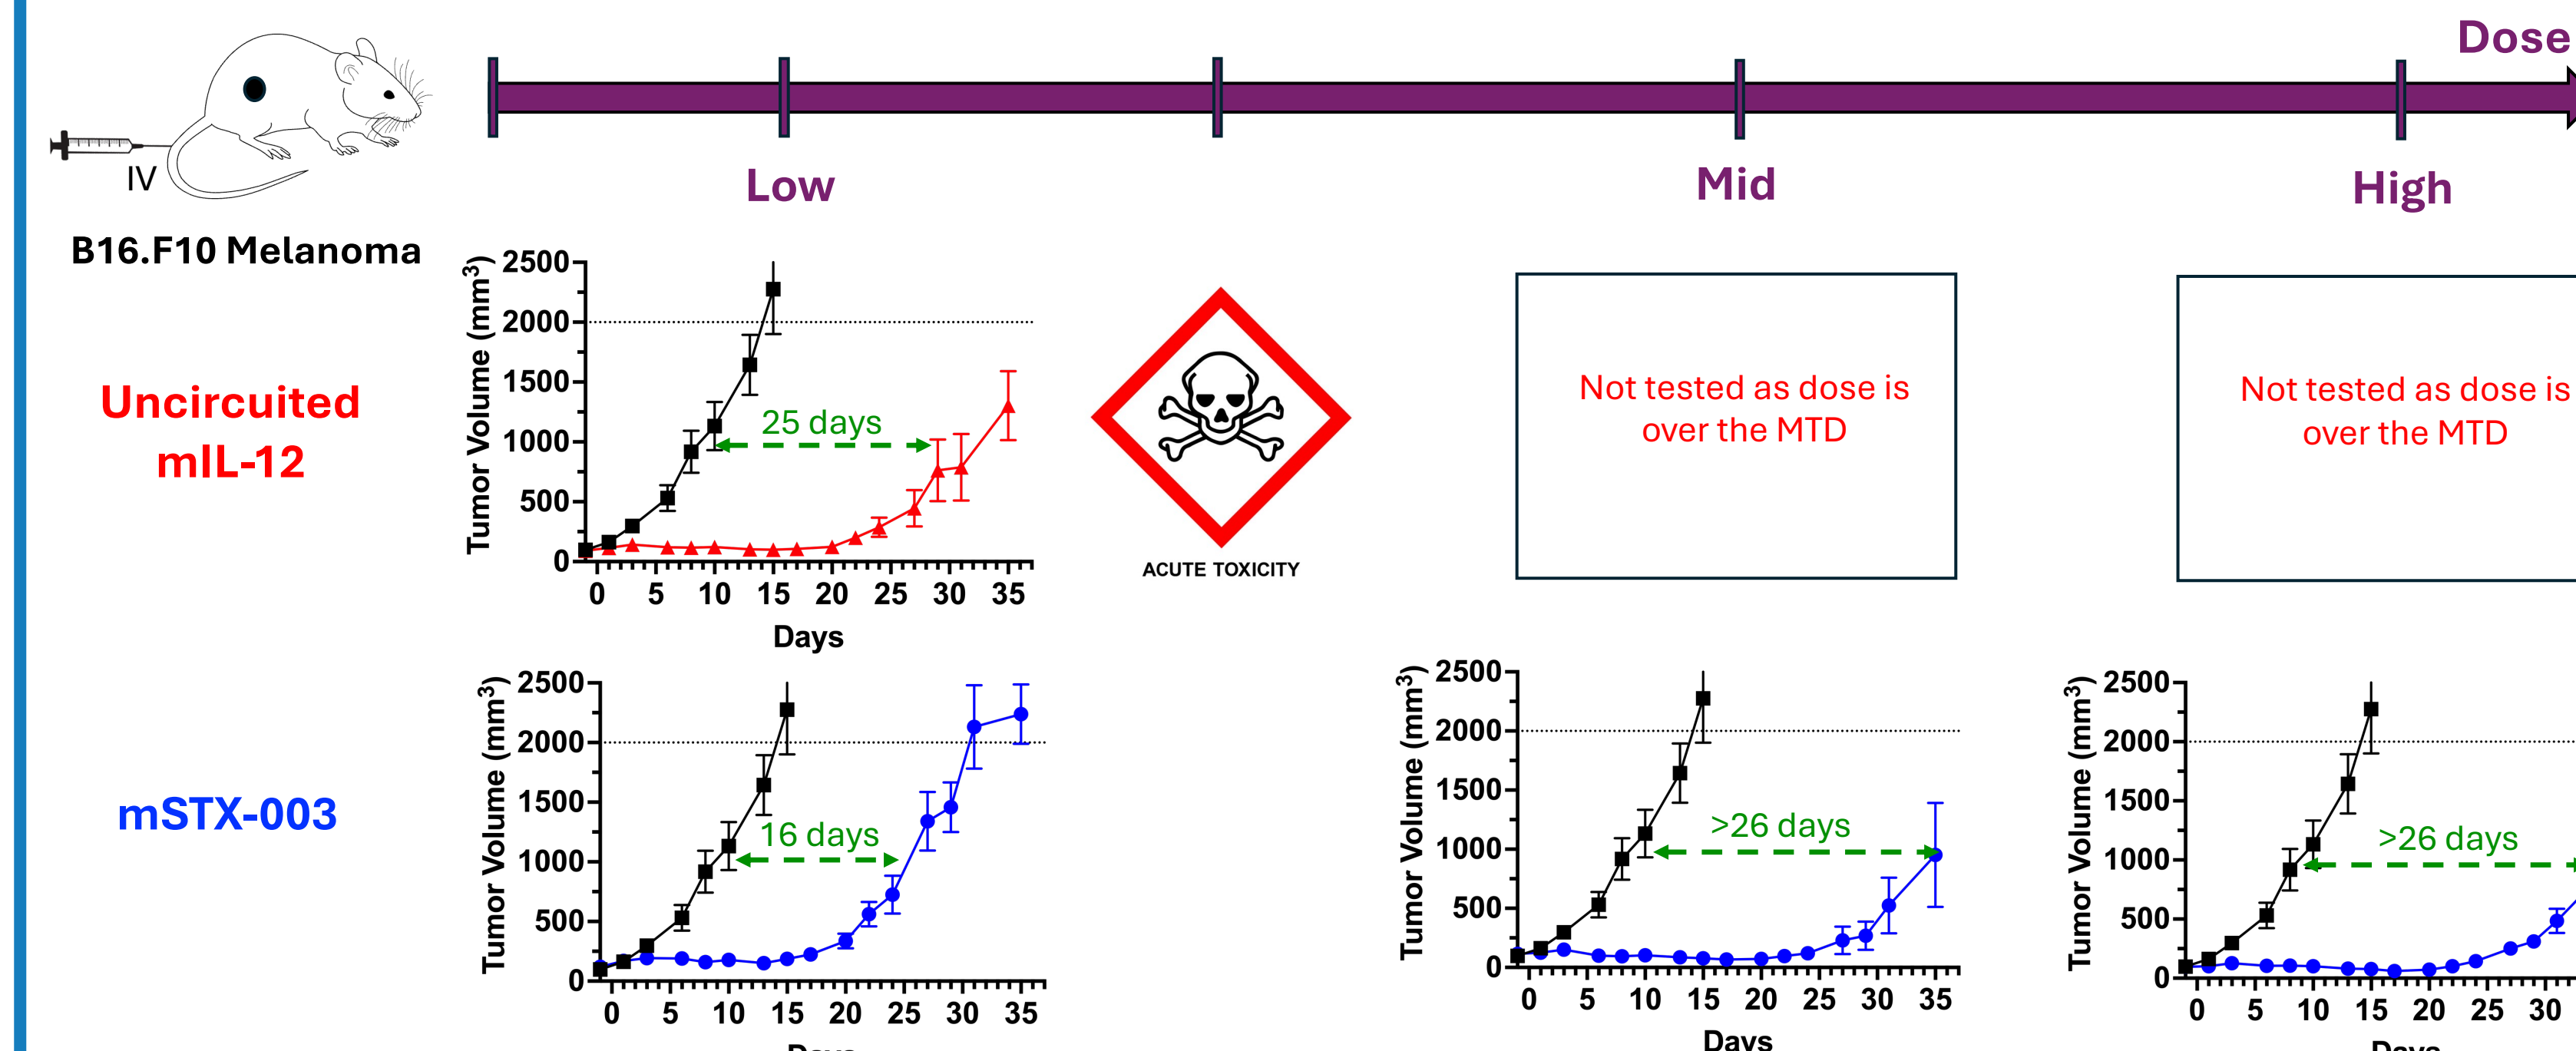 Dose
IV
Low
Mid
High
B16.F10 Melanoma
Uncircuited
mIL-12
Tumor Volume (mm³)
2500
2000
1500
1000
500
0
25 days
0 5 10 15 20 25 30 35
Days
ACUTE TOXICITY
Not tested as dose is
over the MTD
Not tested as dose is
over the MTD
mSTX-003
Tumor Volume (mm³)
2500
2000
1500
1000
500
0
16 days
0 5 10 15 20 25 30 35
Days
Tumor Volume (mm³)
2500
2000
1500
1000
500
0
>26 days
0 5 10 15 20 25 30 35
Days
Tumor Volume (mm³)
2500
2000
1500
1000
500
0
>26 days
0 5 10 15 20 25 30
Days